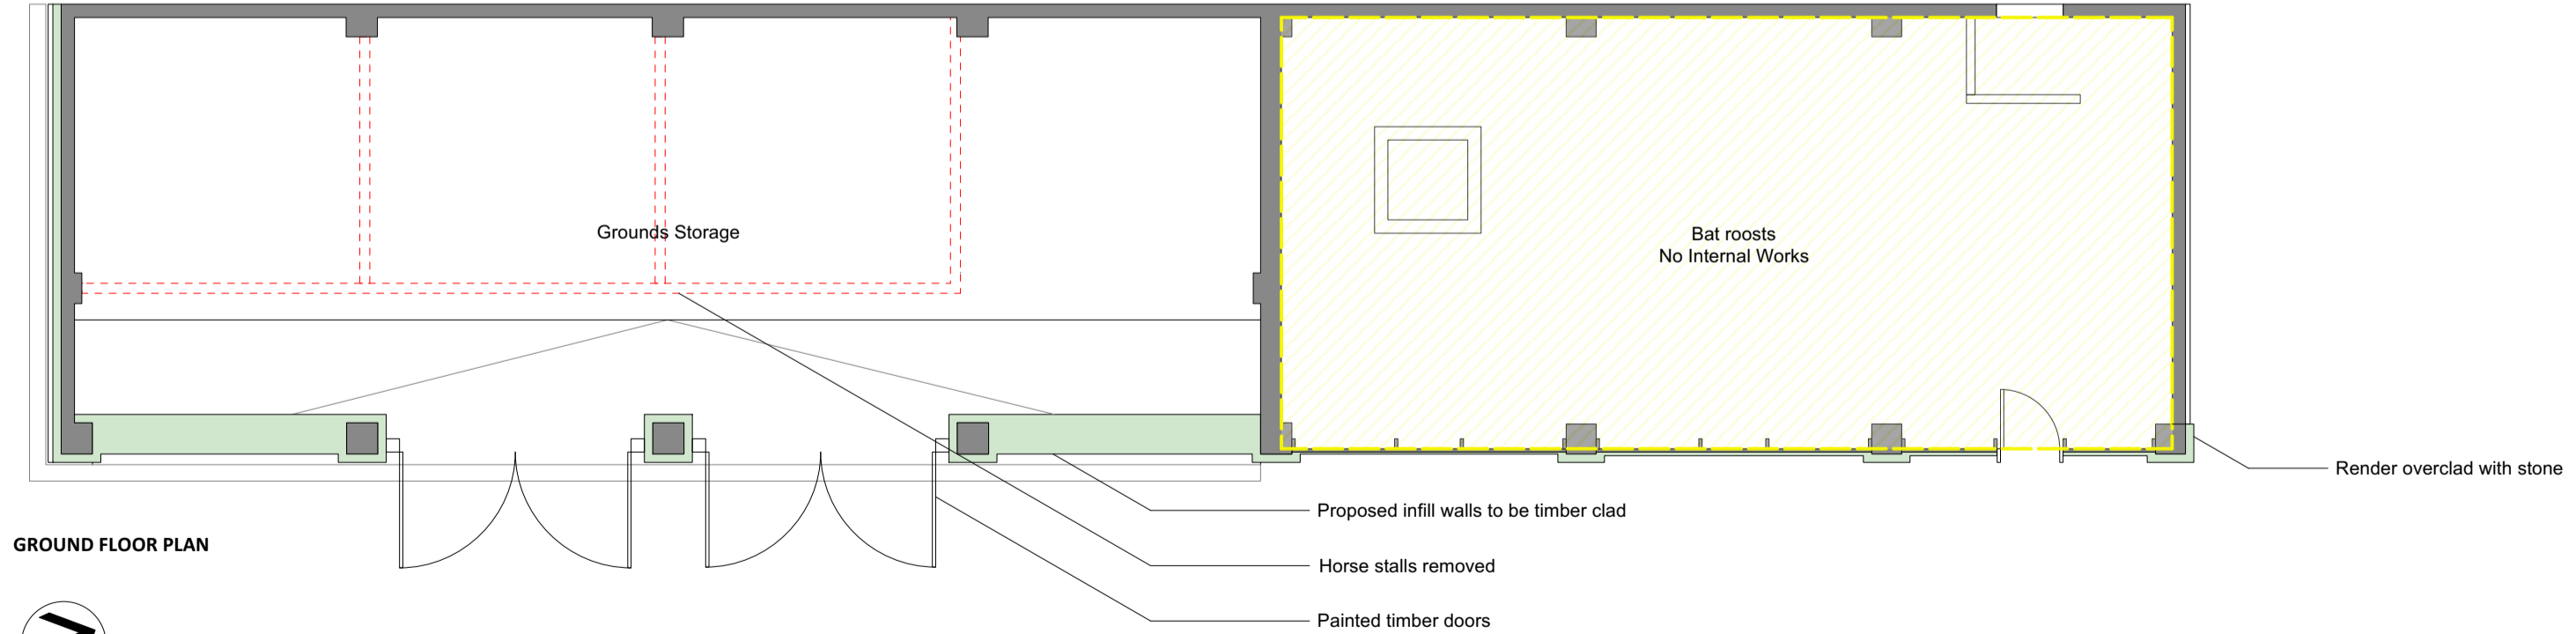 Grounds Storage
Bat roosts
No Internal Works
Render overclad with stone
Proposed infill walls to be timber clad
GROUND FLOOR PLAN
Horse stalls removed
Painted timber doors